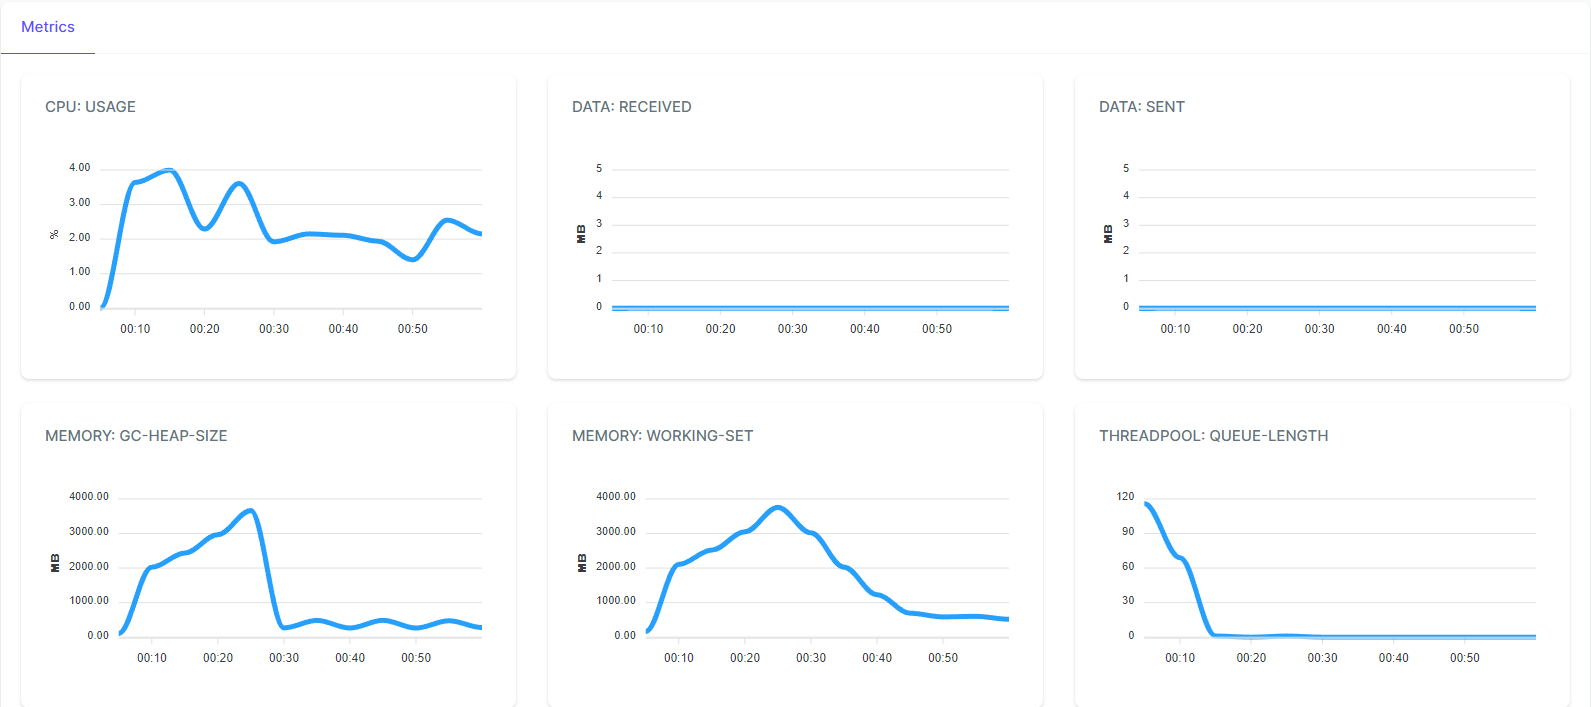 Metrics
CPU: USAGE
4.00
3.00
2.00
1.00
0.00
%
00:10 00:20 00:30 00:40 00:50
DATA: RECEIVED
5
4
3
2
1
0
MB
00:10 00:20 00:30 00:40 00:50
DATA: SENT
5
4
3
2
1
0
MB
00:10 00:20 00:30 00:40 00:50
MEMORY: GC-HEAP-SIZE
4000.00
3000.00
2000.00
1000.00
0.00
MB
00:10 00:20 00:30 00:40 00:50
MEMORY: WORKING-SET
4000.00
3000.00
2000.00
1000.00
0.00
MB
00:10 00:20 00:30 00:40 00:50
THREADPOOL: QUEUE-LENGTH
120
90
60
30
0
00:10 00:20 00:30 00:40 00:50